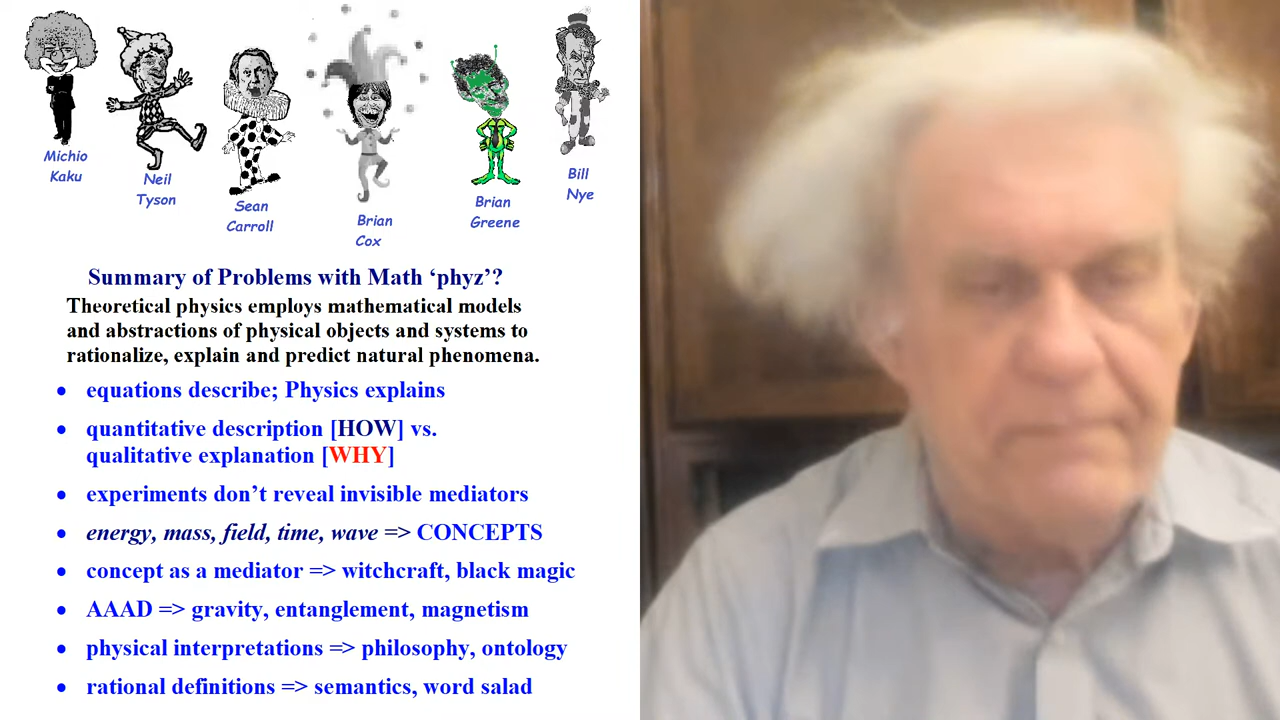 Michio
Kaku
Neil
Tyson
Sean
Carroll
Brian
Cox
Brian
Greene
Bill
Nye
Summary of Problems with Math ‘phyz’?
Theoretical physics employs mathematical models
and abstractions of physical objects and systems to
rationalize, explain and predict natural phenomena.
• equations describe; Physics explains
• quantitative description [HOW] vs.
qualitative explanation [WHY]
• experiments don’t reveal invisible mediators
• energy, mass, field, time, wave => CONCEPTS
• concept as a mediator => witchcraft, black magic
• AAAD => gravity, entanglement, magnetism
• physical interpretations => philosophy, ontology
• rational definitions => semantics, word salad